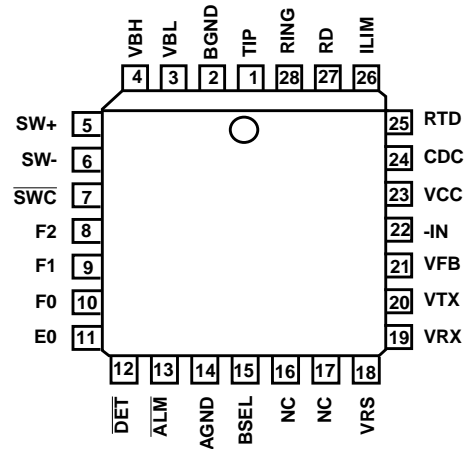 VBH VBL BGND TIP RING RD ILIM
4 3 2 1 28 27 26
SW+ 5 25 RTD
SW- 6 24 CDC
SWC 7 23 VCC
F2 8 22 -IN
F1 9 21 VFB
F0 10 20 VTX
E0 11 19 VRX
12 13 14 15 16 17 18
DET ALM AGND BSEL NC NC VRS